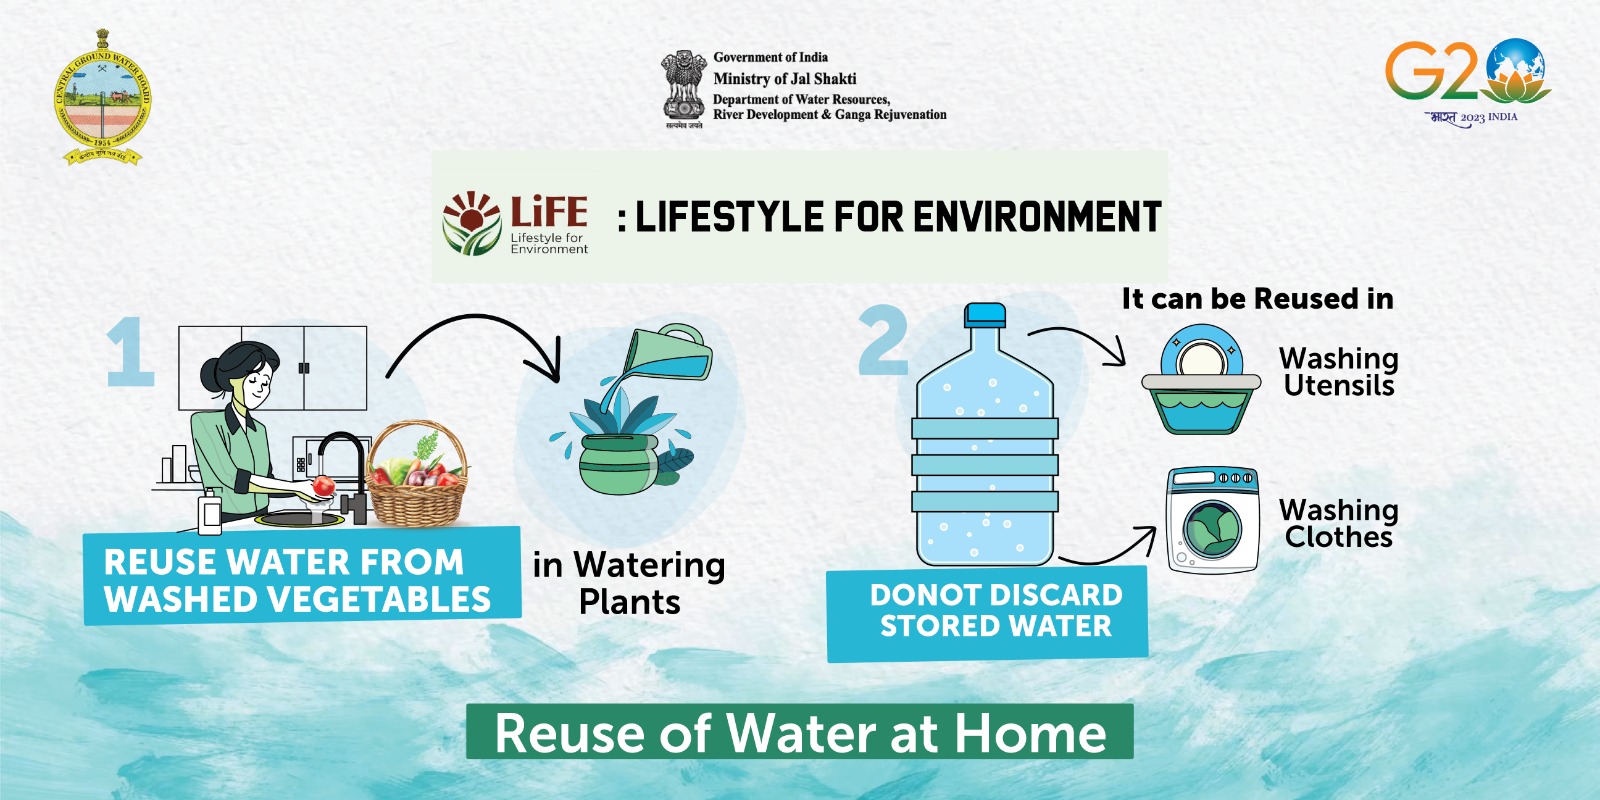 CENTRAL GROUND WATER BOARD
1954
Government of India
Ministry of Jal Shakti
Department of Water Resources,
River Development & Ganga Rejuvenation
सत्यमेव जयते
G20
भारत 2023 INDIA
LiFE
Lifestyle for
Environment
: LIFESTYLE FOR ENVIRONMENT
1
REUSE WATER FROM
WASHED VEGETABLES
in Watering
Plants
2
DONOT DISCARD
STORED WATER
It can be Reused in
Washing
Utensils
Washing
Clothes
Reuse of Water at Home